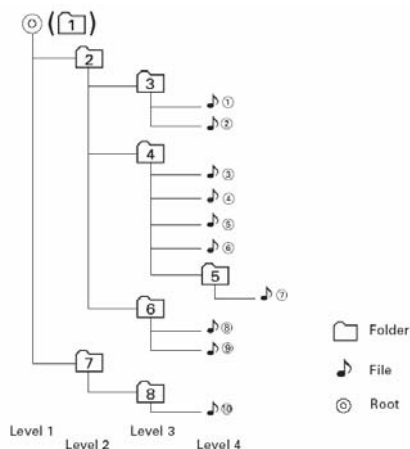 (1)
2
3
①
②
4
③
④
⑤
⑥
5
⑦
6
⑧
⑨
7
8
⑩
Folder
File
Root
Level 1
Level 2
Level 3
Level 4